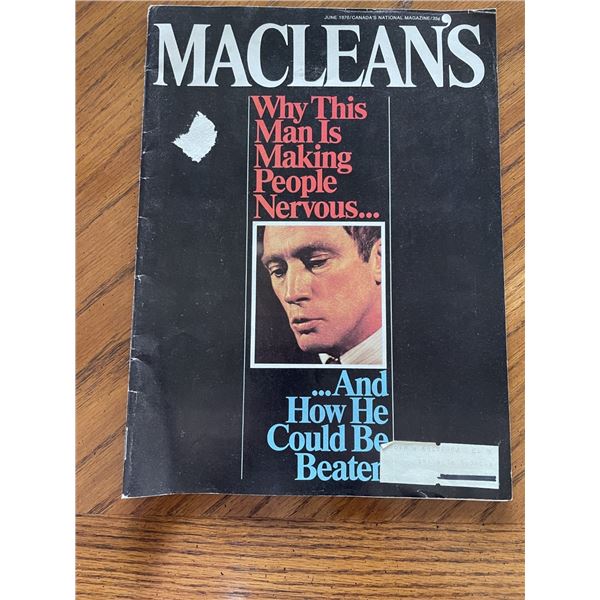 JUNE 1970/CANADA'S NATIONAL MAGAZINE/35¢
MACLEAN'S
Why This
Man Is
Making
People
Nervous...
...And
How He
Could Be
Beaten